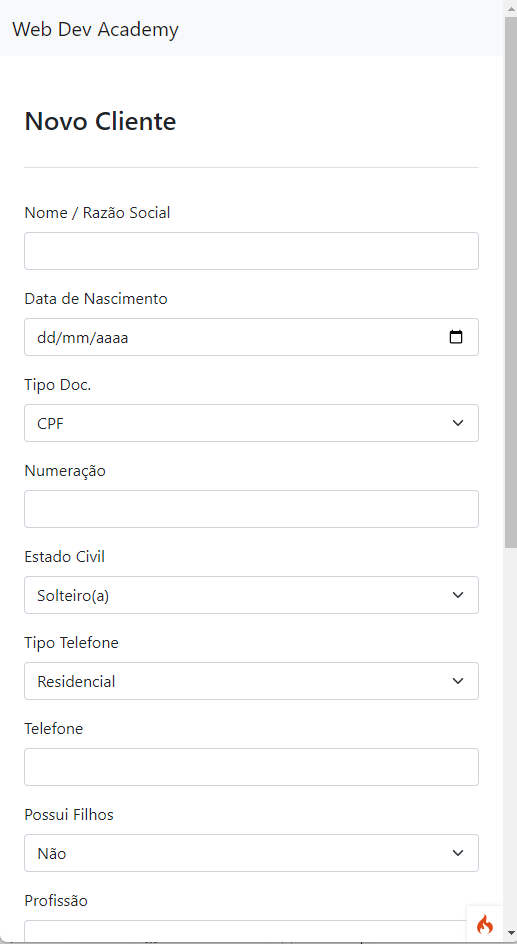 Web Dev Academy
Novo Cliente
Nome / Razão Social
Data de Nascimento
dd/mm/aaaa
Tipo Doc.
CPF
Numeração
Estado Civil
Solteiro(a)
Tipo Telefone
Residencial
Telefone
Possui Filhos
Não
Profissão